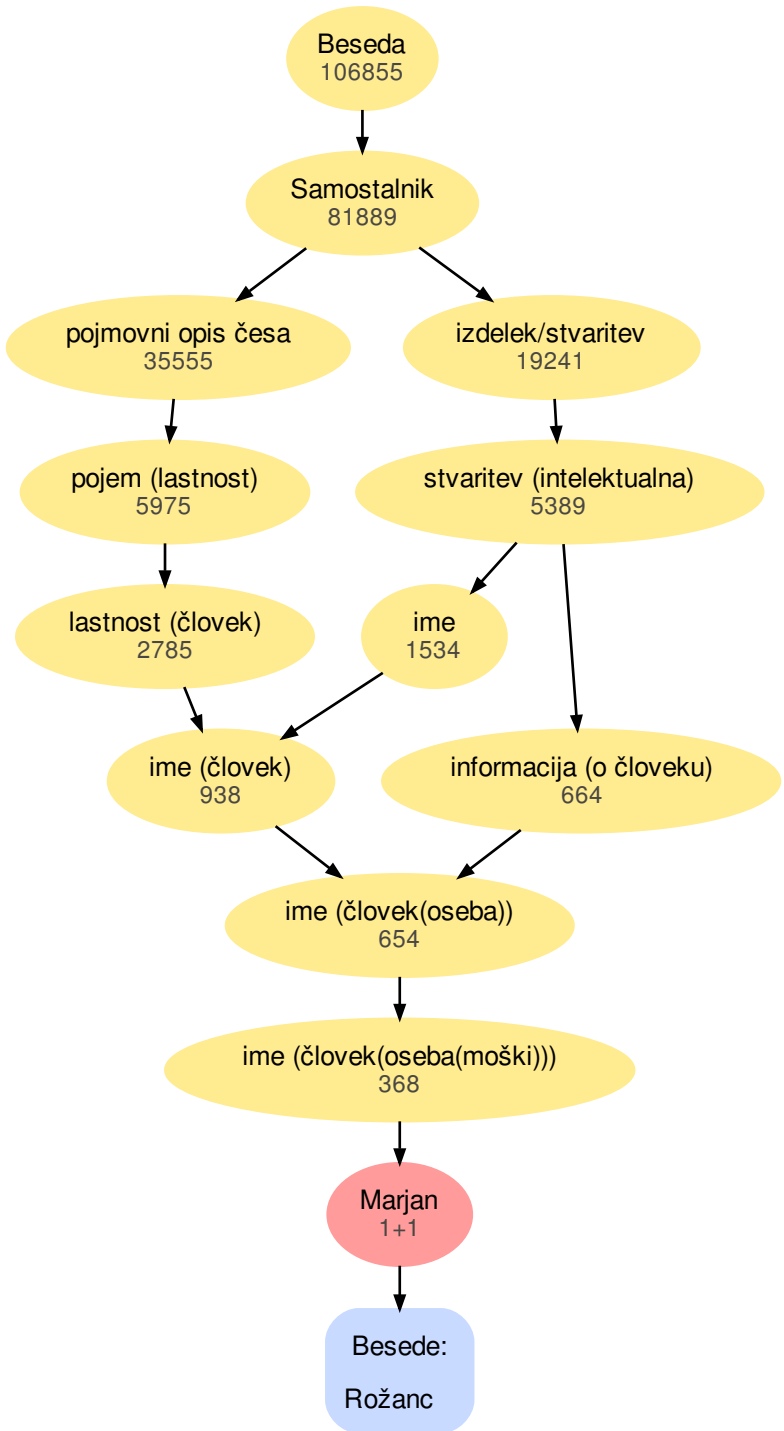 Beseda
106855
Samostalnik
81889
pojmovni opis česa
35555
izdelek/stvaritev
19241
pojem (lastnost)
5975
stvaritev (intelektualna)
5389
lastnost (človek)
2785
ime
1534
ime (človek)
938
informacija (o človeku)
664
ime (človek(oseba))
654
ime (človek(oseba(moški)))
368
Marjan
1+1
Besede:
Rožanc